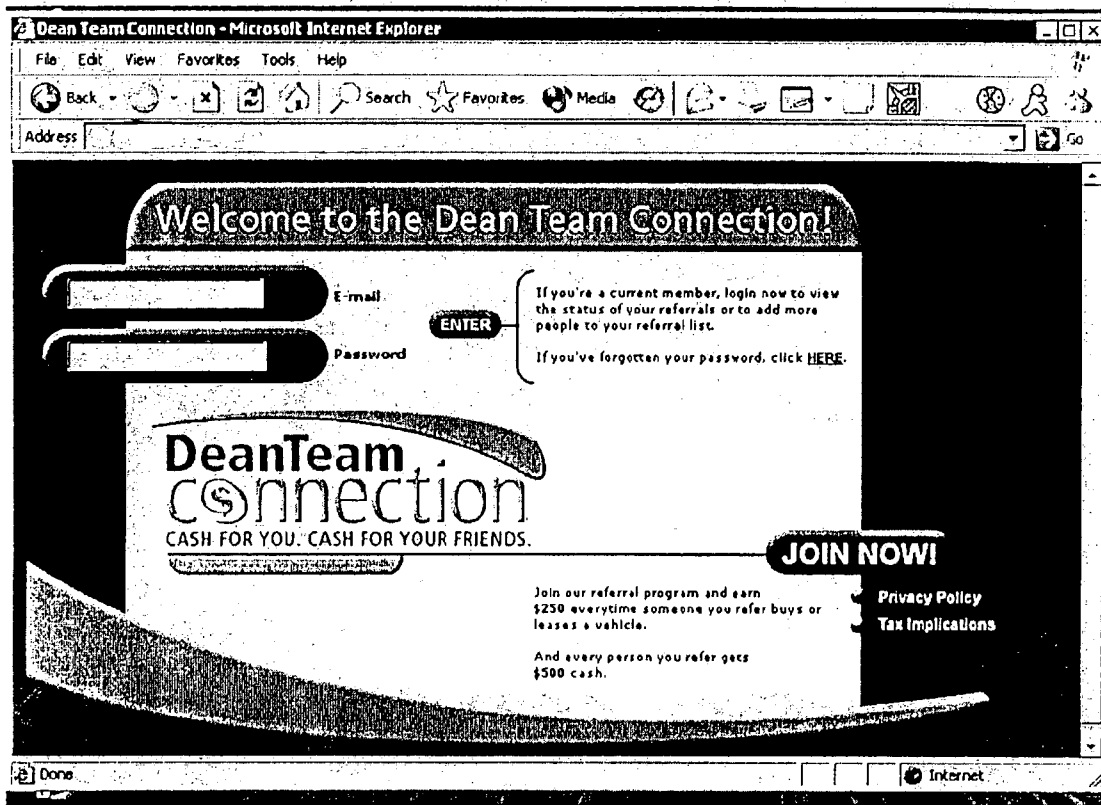 Dean Team Connection - Microsoft Internet Explorer
File Edit View Favorites Tools Help
Back Search Favorites Media
Address Go
Welcome to the Dean Team Connection!
E-mail
Password
ENTER
If you're a current member, login now to view
the status of your referrals or to add more
people to your referral list.
If you've forgotten your password, click HERE.
DeanTeam
connection
CASH FOR YOU. CASH FOR YOUR FRIENDS.
JOIN NOW!
Join our referral program and earn
$250 everytime someone you refer buys or
leases a vehicle.
And every person you refer gets
$500 cash.
Privacy Policy
Tax Implications
Done Internet